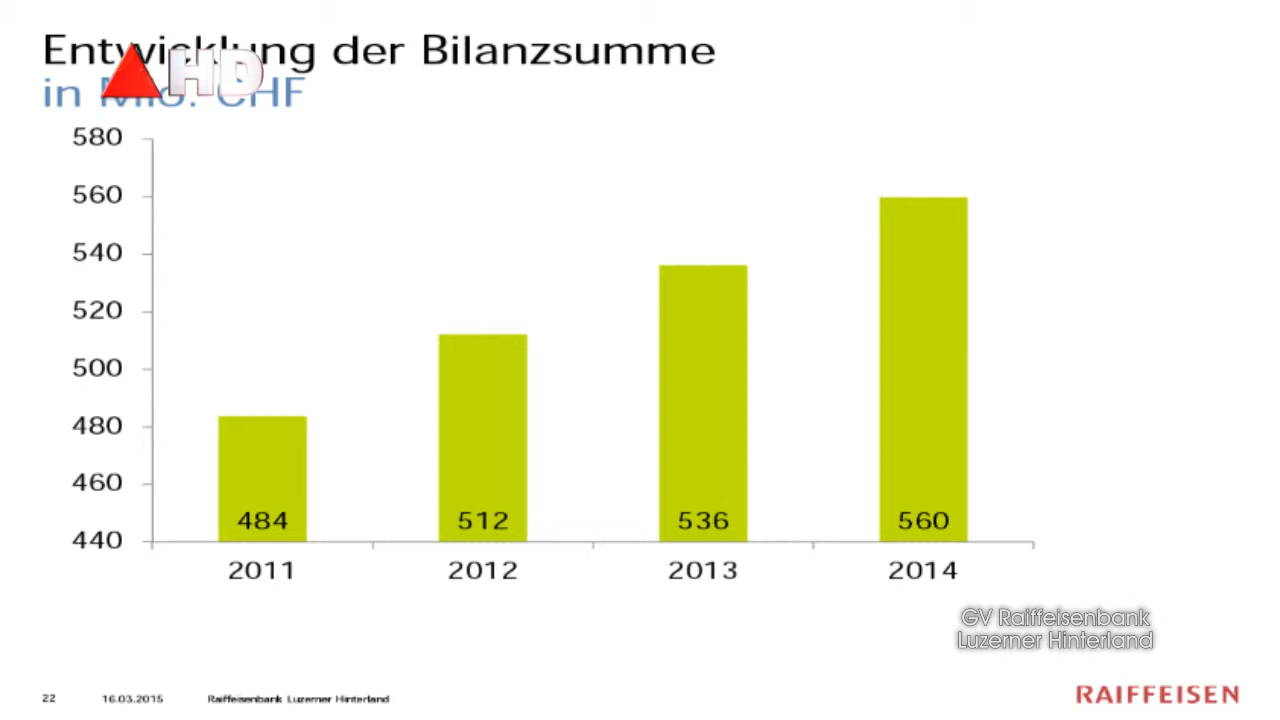 Entwicklung der Bilanzsumme
in Mio. CHF
HD
580
560
540
520
500
480
460
440
484
512
536
560
2011
2012
2013
2014
GV Raiffeisenbank
Luzerner Hinterland
22 16.03.2015 Raiffeisenbank Luzerner Hinterland
RAIFFEISEN